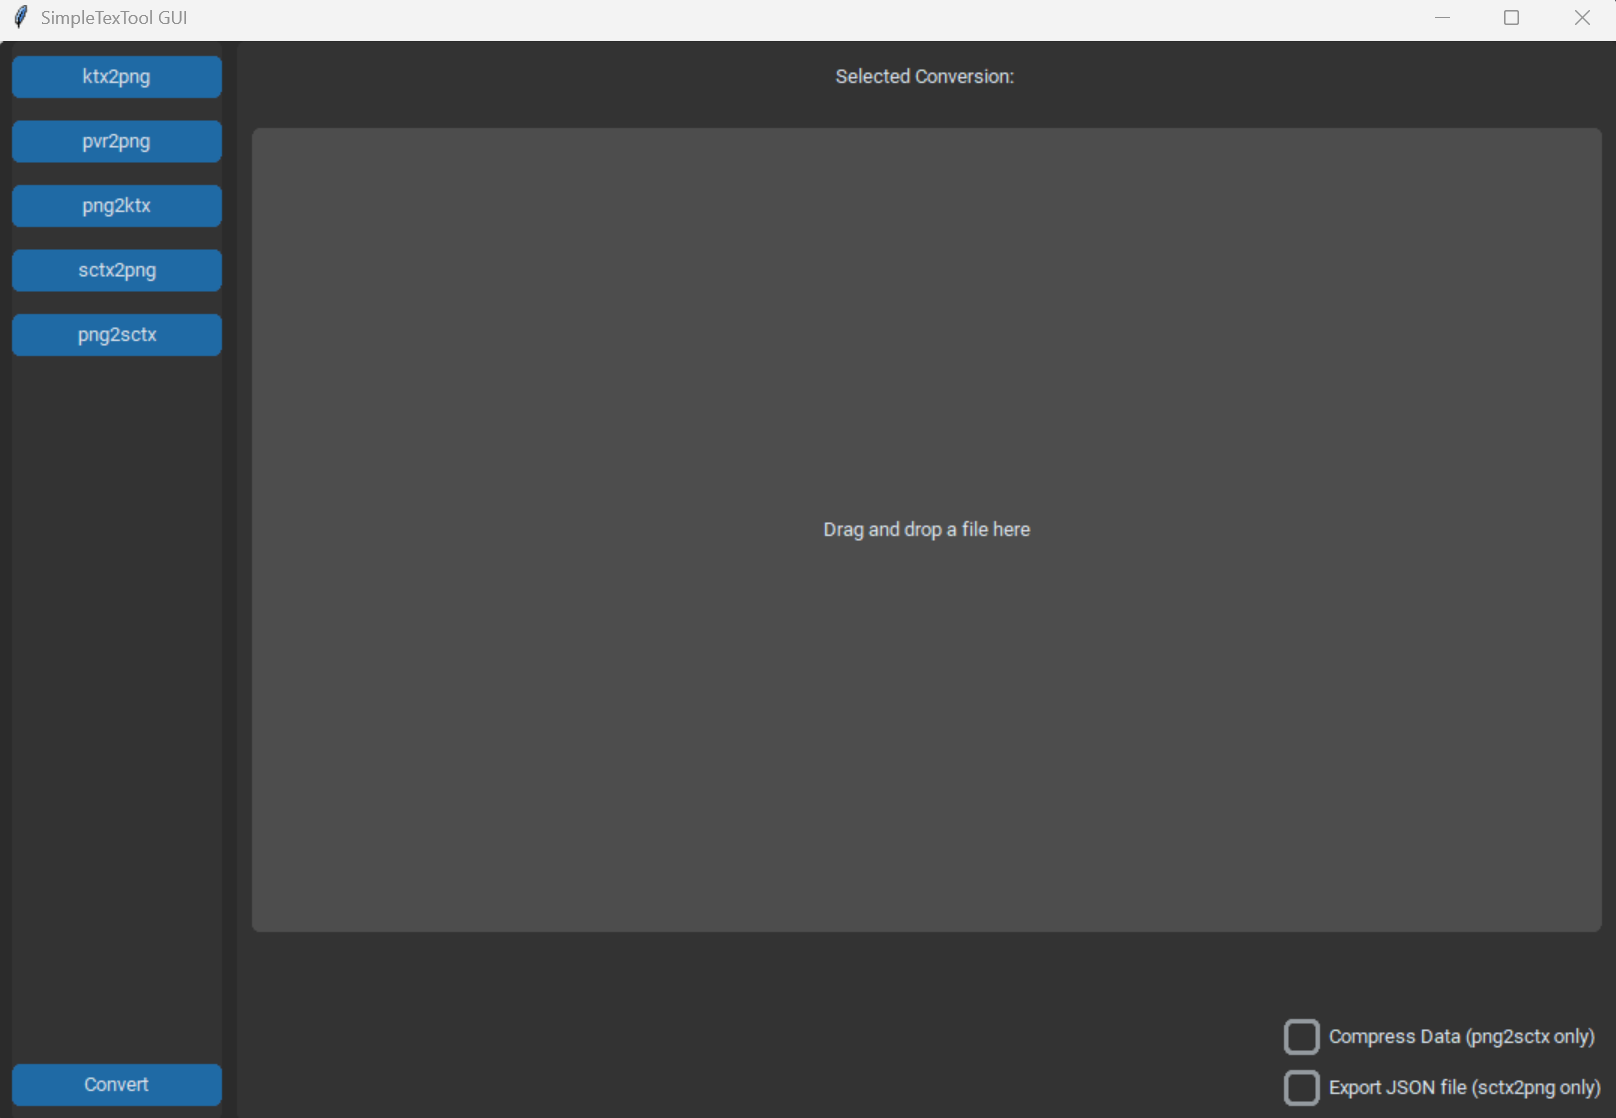 SimpleTexTool GUI
ktx2png
pvr2png
png2ktx
sctx2png
png2sctx
Convert
Selected Conversion:
Drag and drop a file here
Compress Data (png2sctx only)
Export JSON file (sctx2png only)